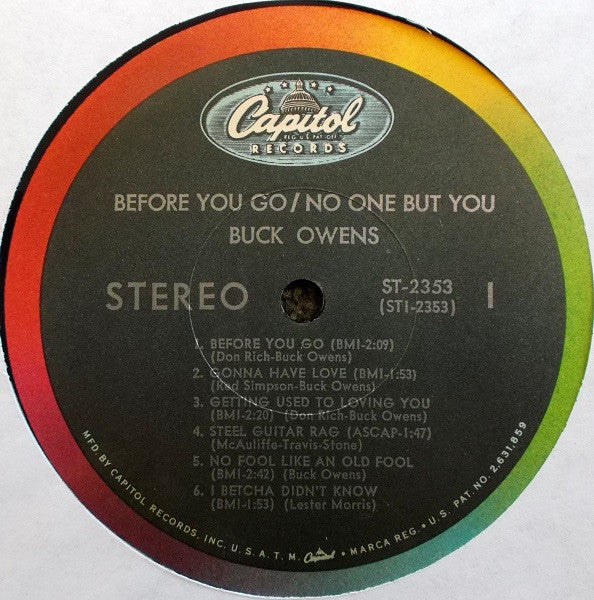 Capitol
REG. U.S. PAT. OFF.
RECORDS
BEFORE YOU GO/NO ONE BUT YOU
BUCK OWENS
STEREO
ST-2353
(ST1-2353)
1
1. BEFORE YOU GO (BMI-2:09)
(Don Rich-Buck Owens)
2. GONNA HAVE LOVE (BMI-1:53)
(Red Simpson-Buck Owens)
3. GETTING USED TO LOVING YOU
(BMI-2:20) (Don Rich-Buck Owens)
4. STEEL GUITAR RAG (ASCAP-1:47)
(McAuliffe-Travis-Stone)
5. NO FOOL LIKE AN OLD FOOL
(BMI-2:42) (Buck Owens)
6. I BETCHA DIDN'T KNOW
(BMI-1:53) (Lester Morris)
MFD. BY CAPITOL RECORDS, INC. U.S.A. T.M. Capitol • MARCA REG. • U.S. PAT. NO. 2,631,859